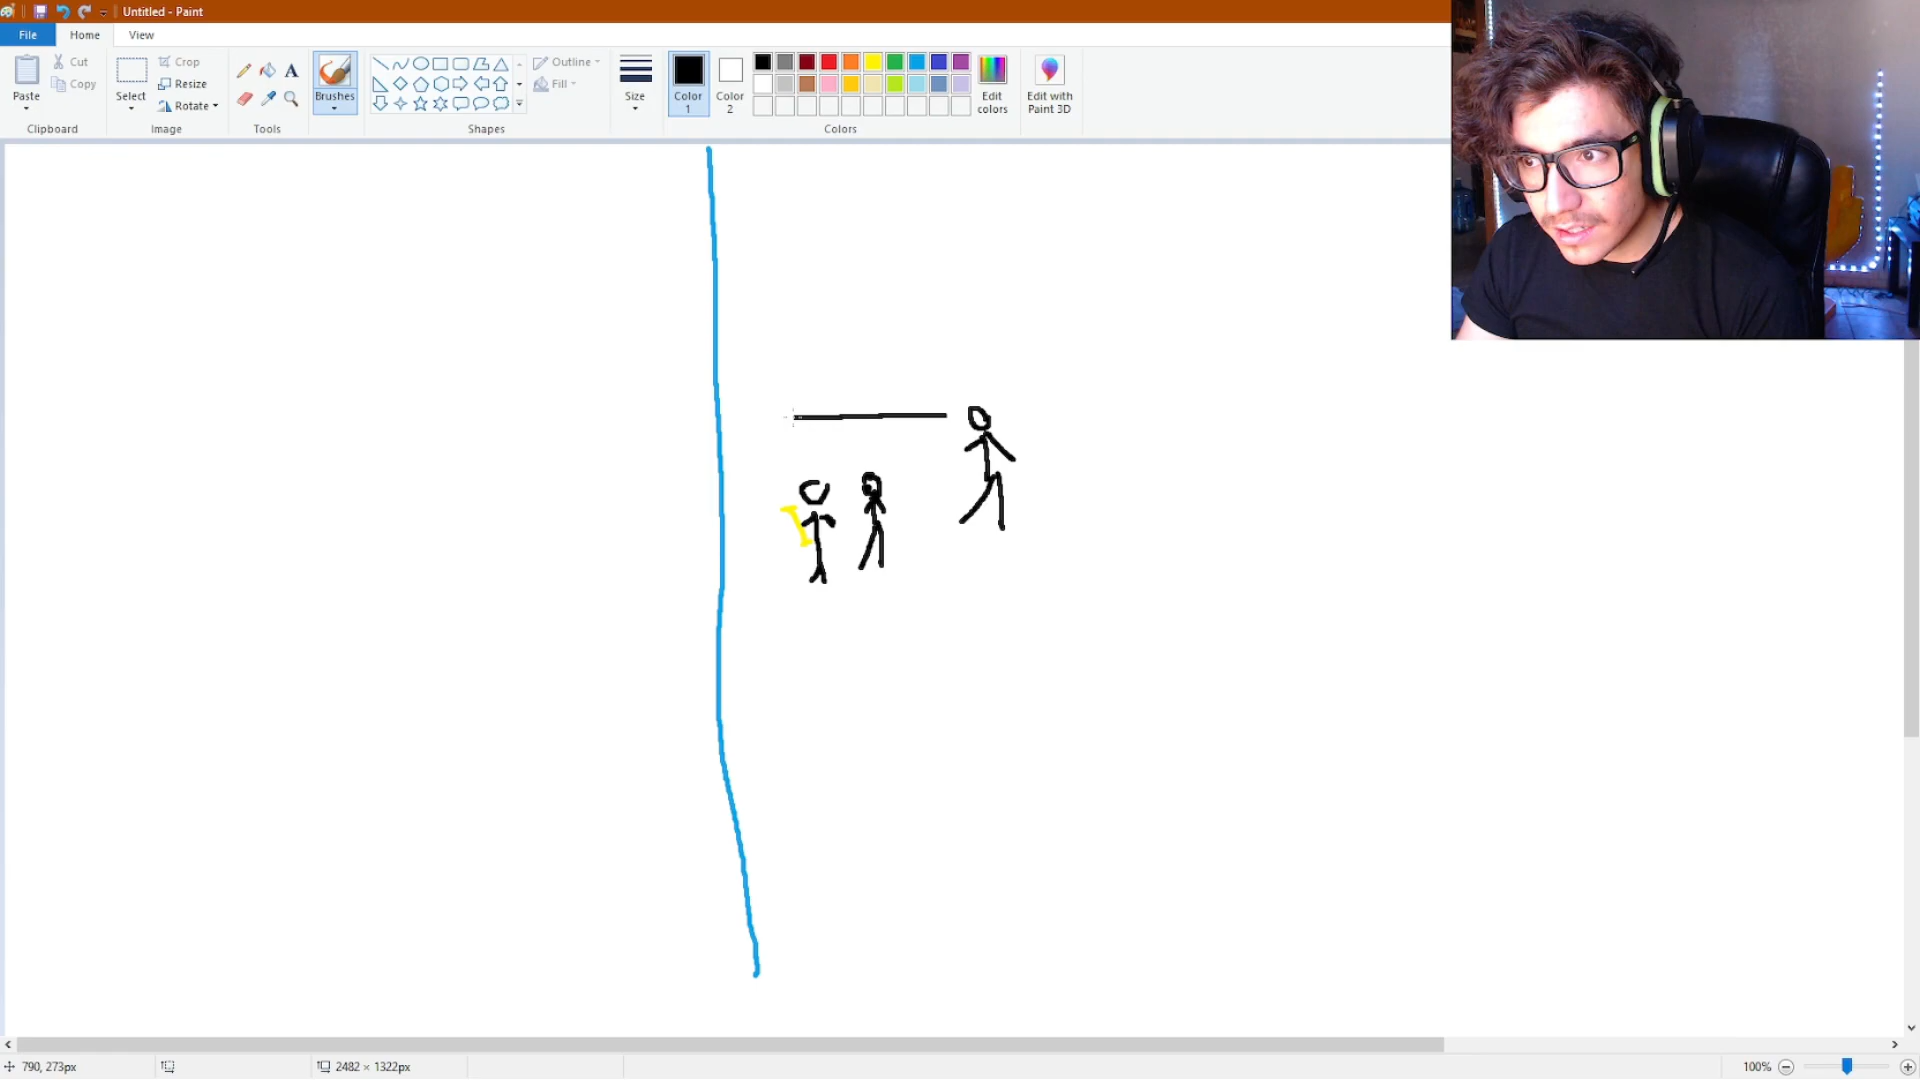 Untitled - Paint
File Home View
Paste
Cut
Copy
Clipboard
Select
Crop
Resize
Rotate
Image
A
Tools
Brushes
Shapes
Outline
Fill
Size
Color 1
Color 2
Colors
Edit colors
Edit with Paint 3D
790, 273px
2482 × 1322px
100%